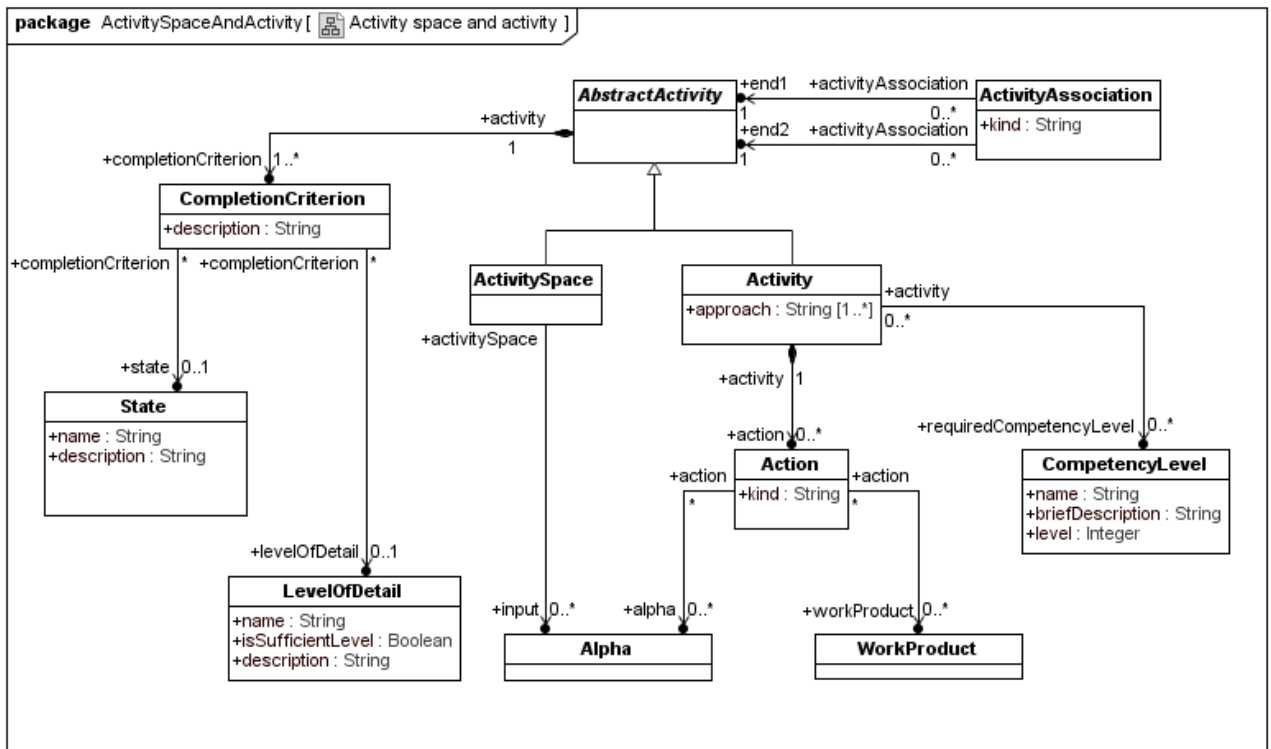 package ActivitySpaceAndActivity [ Activity space and activity ]
AbstractActivity
+end1 +activityAssociation
1 0..*
+end2 +activityAssociation
1 0..*
ActivityAssociation
+kind : String
+activity
1
+completionCriterion 1..*
CompletionCriterion
+description : String
+completionCriterion * +completionCriterion *
ActivitySpace
+activitySpace
Activity
+approach : String [1..*]
+activity
0..*
+state 0..1
State
+name : String
+description : String
+activity 1
+action 0..*
+requiredCompetencyLevel 0..*
Action
+kind : String
+action
*
+action
*
CompetencyLevel
+name : String
+briefDescription : String
+level : Integer
+levelOfDetail 0..1
LevelOfDetail
+name : String
+isSufficientLevel : Boolean
+description : String
+input 0..* +alpha 0..* +workProduct 0..*
Alpha
WorkProduct